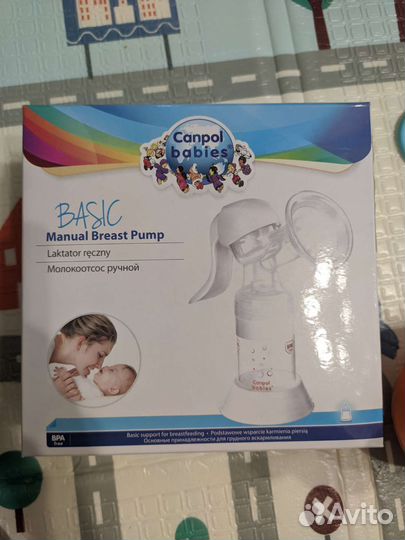 Canpol
babies
BASIC
Manual Breast Pump
Laktator ręczny
Молокоотсос ручной
Canpol
Babies
BPA
free
Basic support for breastfeeding • Podstawowe wsparcie karmienia piersią
Основные принадлежности для грудного вскармливания
Avito